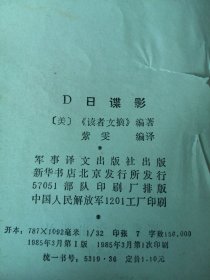 D日谍影
〔美〕《读者文摘》编著
紫雯 编译
军事译文出版社出版
新华书店北京发行所发行
57051部队印刷厂排版
中国人民解放军1201工厂印刷
开本:787×1092毫米 1/32 印张 7 字数150,000
1985年3月第1版 1985年3月第1次印刷
统一书号:5319·36 定价:1.10元